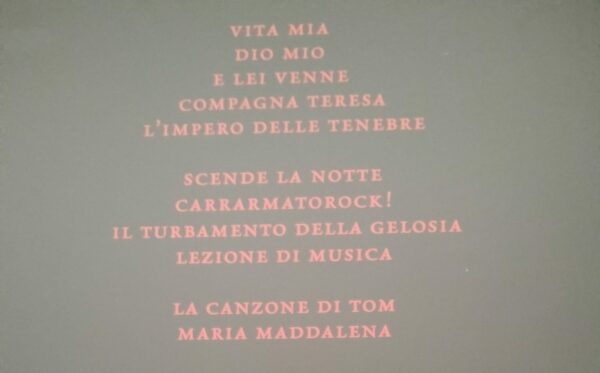 VITA MIA
DIO MIO
E LEI VENNE
COMPAGNA TERESA
L'IMPERO DELLE TENEBRE
SCENDE LA NOTTE
CARRARMATOROCK!
IL TURBAMENTO DELLA GELOSIA
LEZIONE DI MUSICA
LA CANZONE DI TOM
MARIA MADDALENA